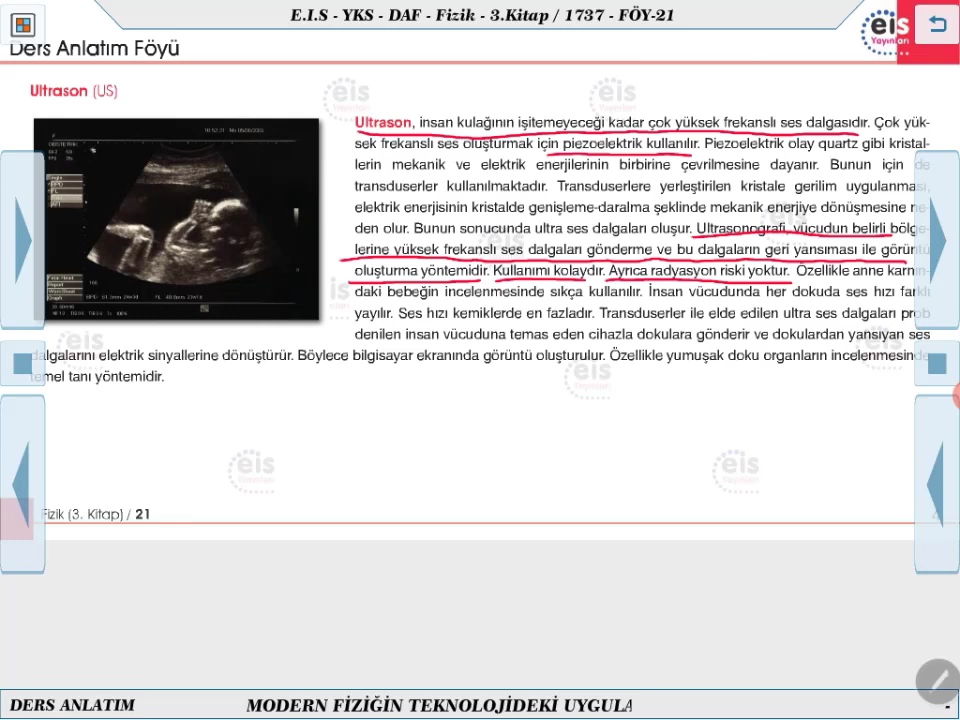 E.I.S - YKS - DAF - Fizik - 3.Kitap / 1737 - FÖY-21
eis
Yayınları
Ders Anlatım Föyü
Ultrason (US)
Ultrason, insan kulağının işitemeyeceği kadar çok yüksek frekanslı ses dalgasıdır. Çok yük-
sek frekanslı ses oluşturmak için piezoelektrik kullanılır. Piezoelektrik olay quartz gibi kristal-
lerin mekanik ve elektrik enerjilerinin birbirine çevrilmesine dayanır. Bunun için de
transduserler kullanılmaktadır. Transduserlere yerleştirilen kristale gerilim uygulanması,
elektrik enerjisinin kristalde genişleme-daralma şeklinde mekanik enerjiye dönüşmesine ne-
den olur. Bunun sonucunda ultra ses dalgaları oluşur. Ultrasonografi, vücudun belirli bölge-
lerine yüksek frekanslı ses dalgaları gönderme ve bu dalgaların geri yansıması ile görüntü
oluşturma yöntemidir. Kullanımı kolaydır. Ayrıca radyasyon riski yoktur. Özellikle anne karnın-
daki bebeğin incelenmesinde sıkça kullanılır. İnsan vücudunda her dokuda ses hızı farklı
yayılır. Ses hızı kemiklerde en fazladır. Transduserler ile elde edilen ultra ses dalgaları prob
denilen insan vücuduna temas eden cihazla dokulara gönderir ve dokulardan yansıyan ses
dalgalarını elektrik sinyallerine dönüştürür. Böylece bilgisayar ekranında görüntü oluşturulur. Özellikle yumuşak doku organların incelenmesinde
temel tanı yöntemidir.
Fizik (3. Kitap) / 21
DERS ANLATIM
MODERN FİZİĞİN TEKNOLOJİDEKİ UYGULA